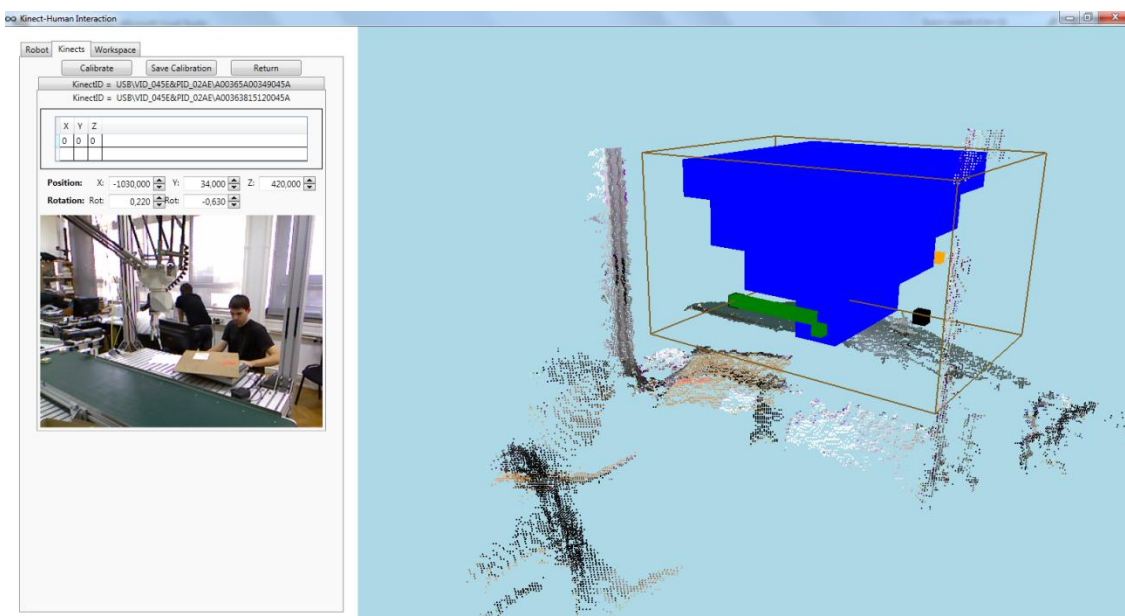 Kinect-Human Interaction
Robot Kinects Workspace
Calibrate Save Calibration Return
KinectID = USB\VID_045E&PID_02AE\A00365A00349045A
KinectID = USB\VID_045E&PID_02AE\A00363815120045A
X Y Z
0 0 0
Position: X: -1030,000 Y: 34,000 Z: 420,000
Rotation: Rot: 0,220 Rot: -0,630